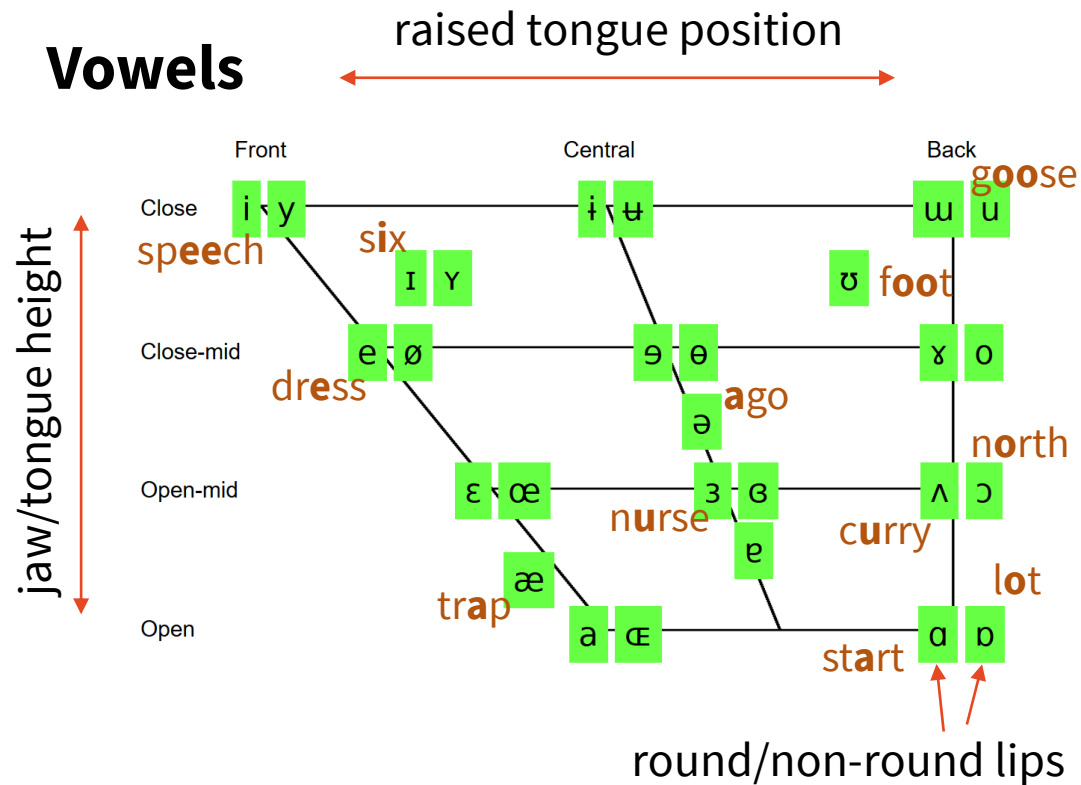 raised tongue position
Vowels
Front Central Back
goose
Close i y ɨ ʉ ɯ u
speech six
ɪ ʏ ʊ foot
jaw/tongue height
Close-mid e ø ɘ ɵ ɤ o
dress ago
ə
north
Open-mid ɛ œ ɜ ɞ ʌ ɔ
nurse curry
ɐ
æ lot
trap
Open a ɶ ɑ ɒ
start
round/non-round lips